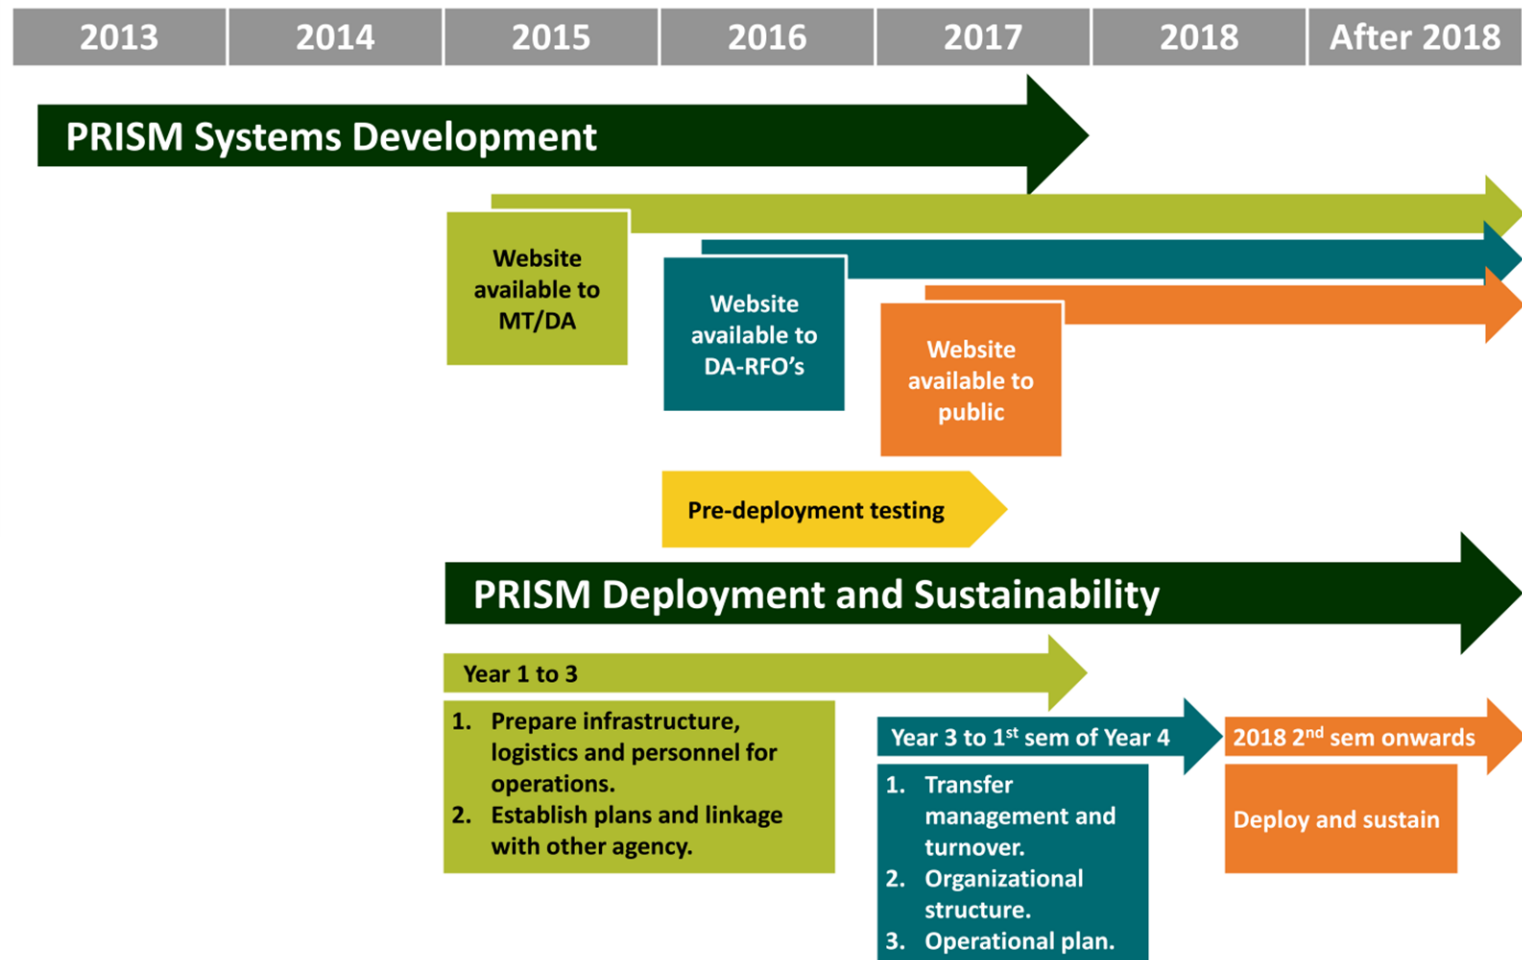 2013 2014 2015 2016 2017 2018 After 2018
PRISM Systems Development
Website
available to
MT/DA
Website
available to
DA-RFO’s
Website
available to
public
Pre-deployment testing
PRISM Deployment and Sustainability
Year 1 to 3
1. Prepare infrastructure,
logistics and personnel for
operations.
2. Establish plans and linkage
with other agency.
Year 3 to 1st sem of Year 4
1. Transfer
management and
turnover.
2. Organizational
structure.
3. Operational plan.
2018 2nd sem onwards
Deploy and sustain